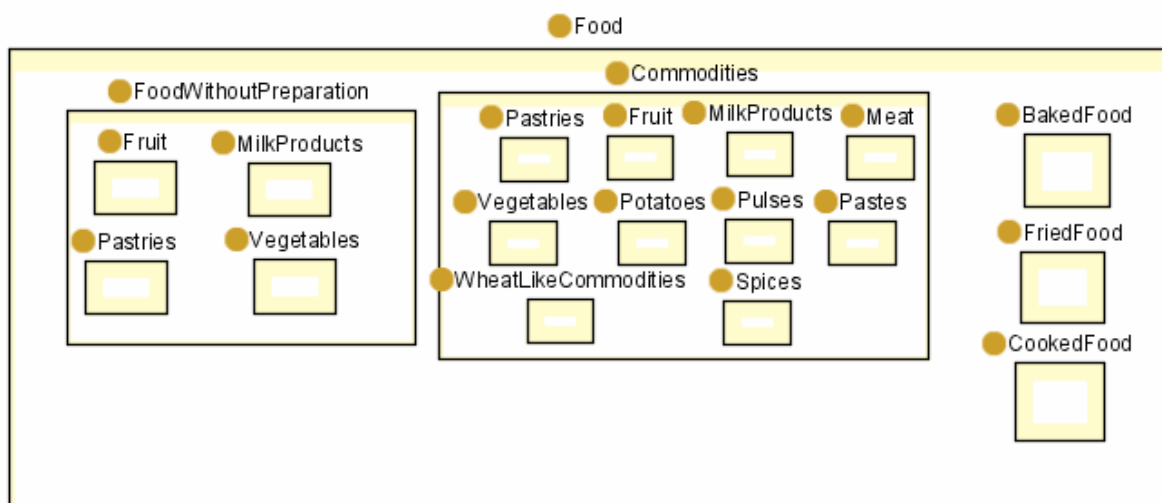 Food
Commodities
FoodWithoutPreparation
Pastries Fruit MilkProducts Meat
BakedFood
Fruit MilkProducts
Vegetables Potatoes Pulses Pastes
FriedFood
Pastries Vegetables
WheatLikeCommodities Spices
CookedFood